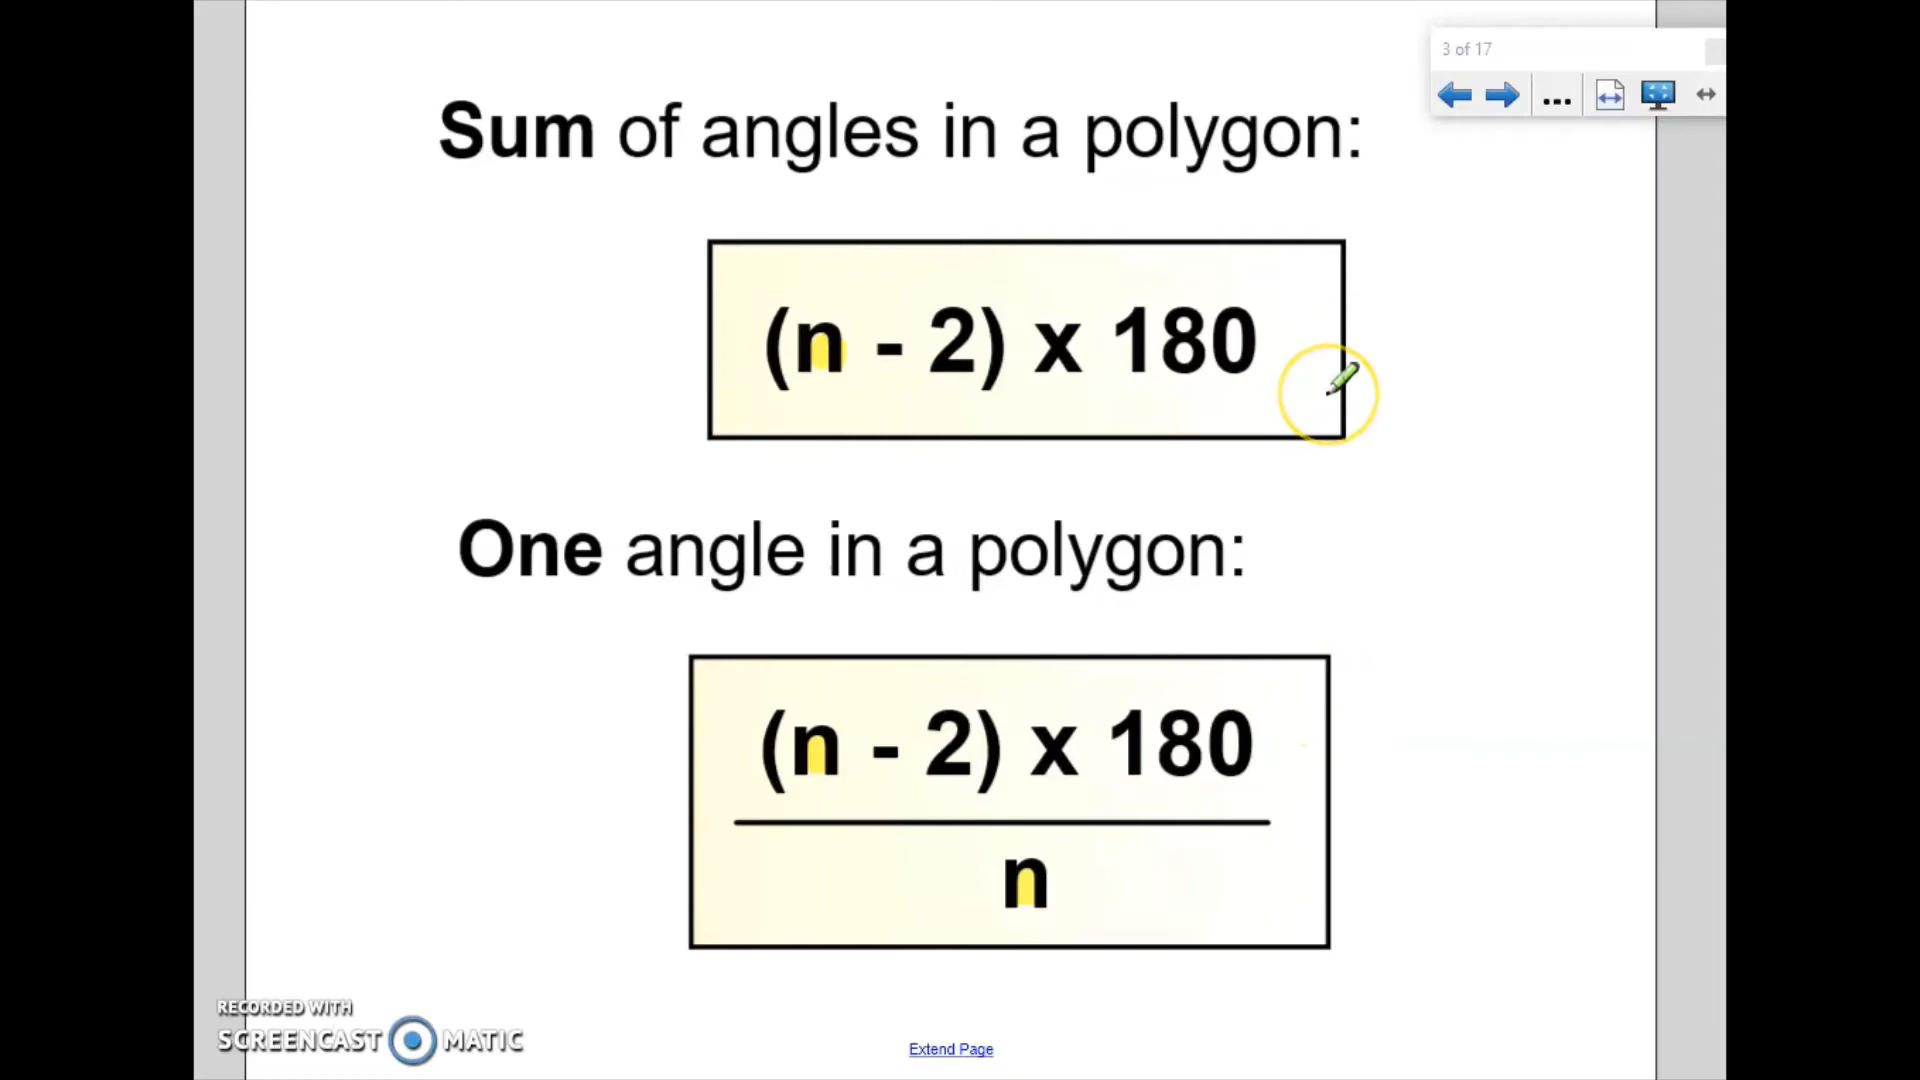 3 of 17
Sum of angles in a polygon:
(n - 2) x 180
One angle in a polygon:
(n - 2) x 180
n
RECORDED WITH
SCREENCAST MATIC
Extend Page